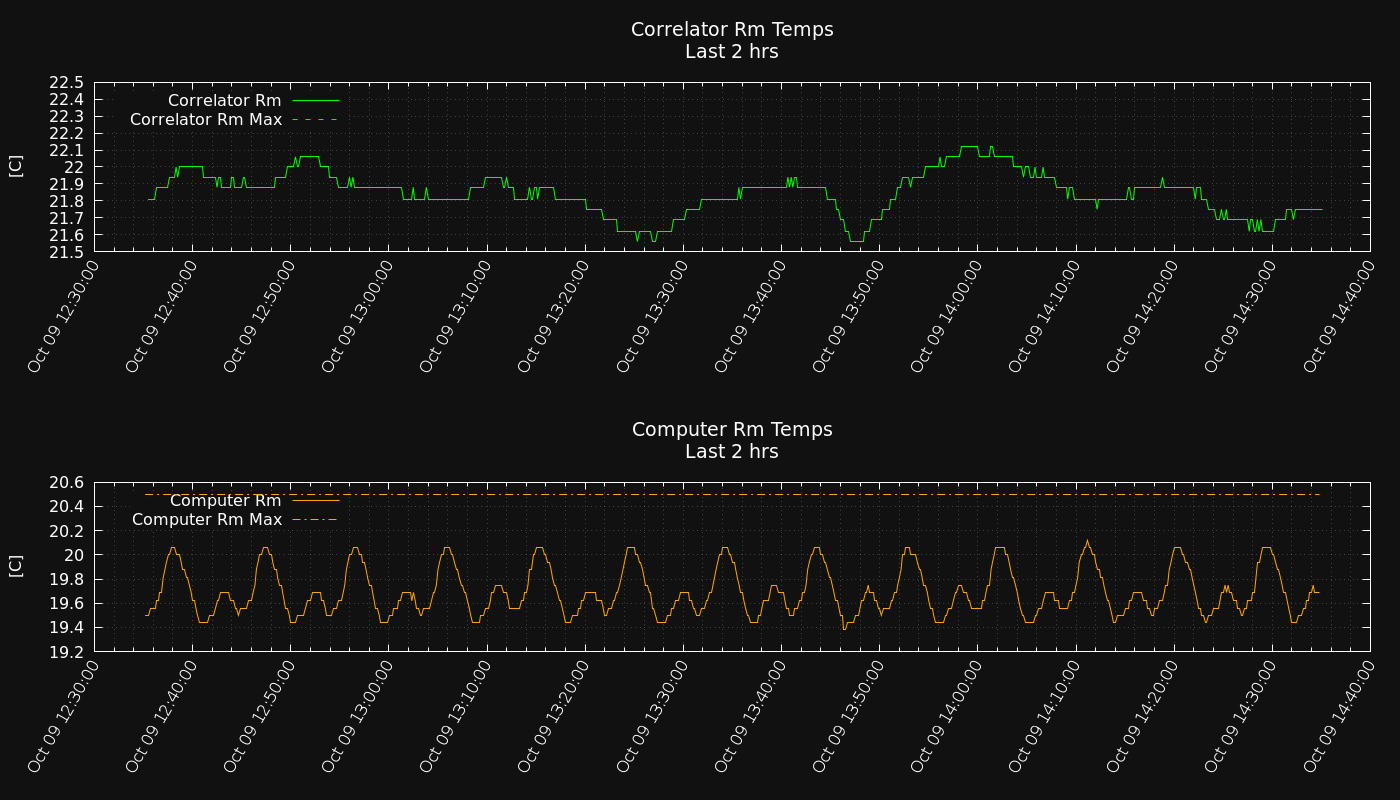 Correlator Rm Temps
Last 2 hrs
[C]
22.5
22.4
22.3
22.2
22.1
22
21.9
21.8
21.7
21.6
21.5
Correlator Rm
Correlator Rm Max
Oct 09 12:30:00
Oct 09 12:40:00
Oct 09 12:50:00
Oct 09 13:00:00
Oct 09 13:10:00
Oct 09 13:20:00
Oct 09 13:30:00
Oct 09 13:40:00
Oct 09 13:50:00
Oct 09 14:00:00
Oct 09 14:10:00
Oct 09 14:20:00
Oct 09 14:30:00
Oct 09 14:40:00
Computer Rm Temps
Last 2 hrs
[C]
20.6
20.4
20.2
20
19.8
19.6
19.4
19.2
Computer Rm
Computer Rm Max
Oct 09 12:30:00
Oct 09 12:40:00
Oct 09 12:50:00
Oct 09 13:00:00
Oct 09 13:10:00
Oct 09 13:20:00
Oct 09 13:30:00
Oct 09 13:40:00
Oct 09 13:50:00
Oct 09 14:00:00
Oct 09 14:10:00
Oct 09 14:20:00
Oct 09 14:30:00
Oct 09 14:40:00